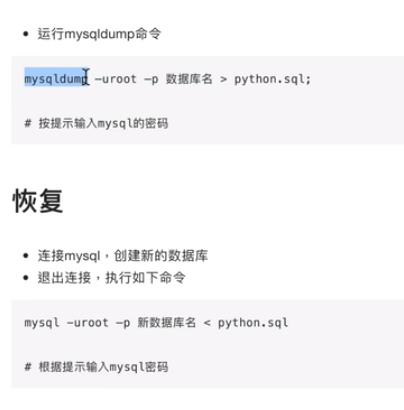 运行mysqldump命令
mysqldump –uroot –p 数据库名 > python.sql;
# 按提示输入mysql的密码
恢复
连接mysql，创建新的数据库
退出连接，执行如下命令
mysql –uroot –p 新数据库名 < python.sql
# 根据提示输入mysql密码